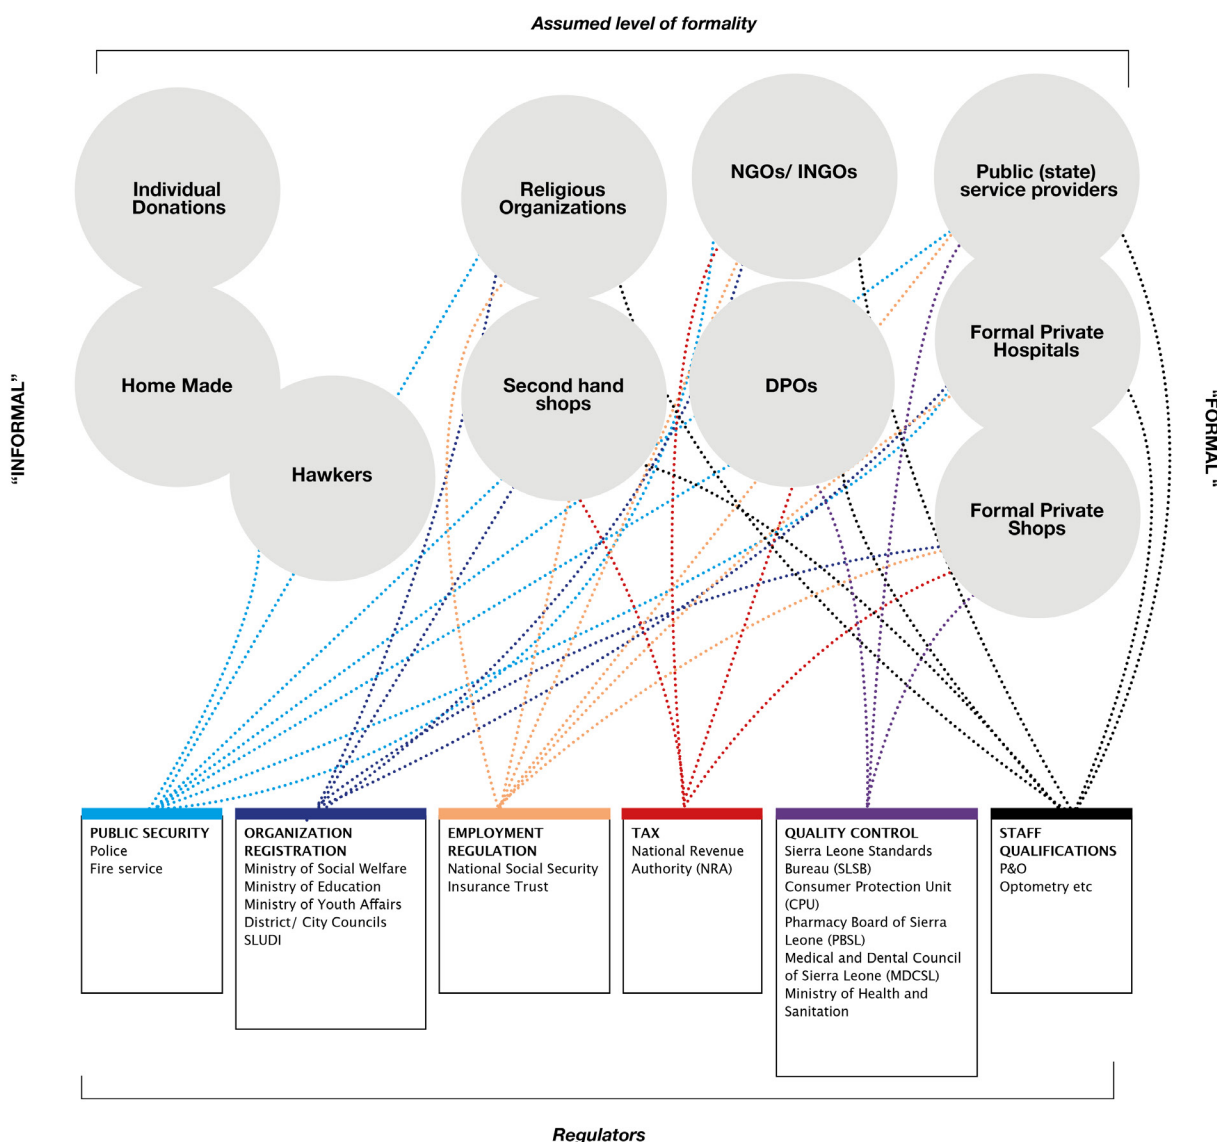 Assumed level of formality
Individual
Donations
Religious
Organizations
NGOs/ INGOs
Public (state)
service providers
Home Made
Hawkers
Second hand
shops
DPOs
Formal Private
Hospitals
Formal Private
Shops
“INFORMAL”
“FORMAL“
PUBLIC SECURITY
Police
Fire service
ORGANIZATION
REGISTRATION
Ministry of Social Welfare
Ministry of Education
Ministry of Youth Affairs
District/ City Councils
SLUDI
EMPLOYMENT
REGULATION
National Social Security
Insurance Trust
TAX
National Revenue
Authority (NRA)
QUALITY CONTROL
Sierra Leone Standards
Bureau (SLSB)
Consumer Protection Unit
(CPU)
Pharmacy Board of Sierra
Leone (PBSL)
Medical and Dental Council
of Sierra Leone (MDCSL)
Ministry of Health and
Sanitation
STAFF
QUALIFICATIONS
P&O
Optometry etc
Regulators